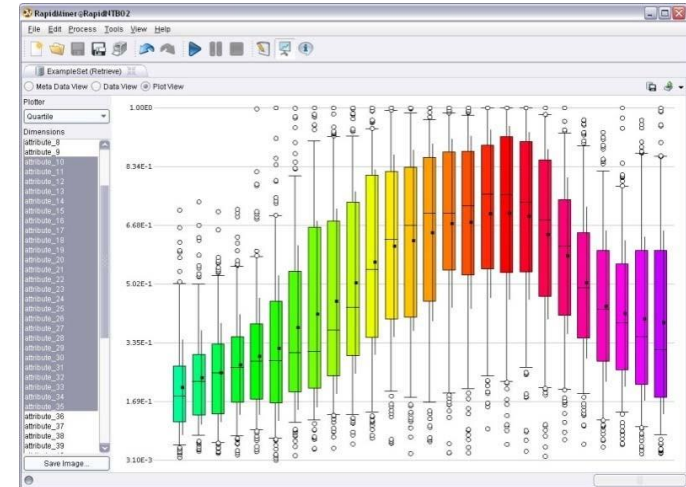 RapidMiner@RapidNTB02
File Edit Process Tools View Help
ExampleSet (Retrieve)
Meta Data View Data View Plot View
Plotter
Quartile
Dimensions
attribute_8
attribute_9
attribute_10
attribute_11
attribute_12
attribute_13
attribute_14
attribute_15
attribute_16
attribute_17
attribute_18
attribute_19
attribute_20
attribute_21
attribute_22
attribute_23
attribute_24
attribute_25
attribute_26
attribute_27
attribute_28
attribute_29
attribute_30
attribute_31
attribute_32
attribute_33
attribute_34
attribute_35
attribute_36
attribute_37
attribute_38
attribute_39
Save Image...
1.00E0
8.34E-1
6.68E-1
5.02E-1
3.35E-1
1.69E-1
3.10E-3